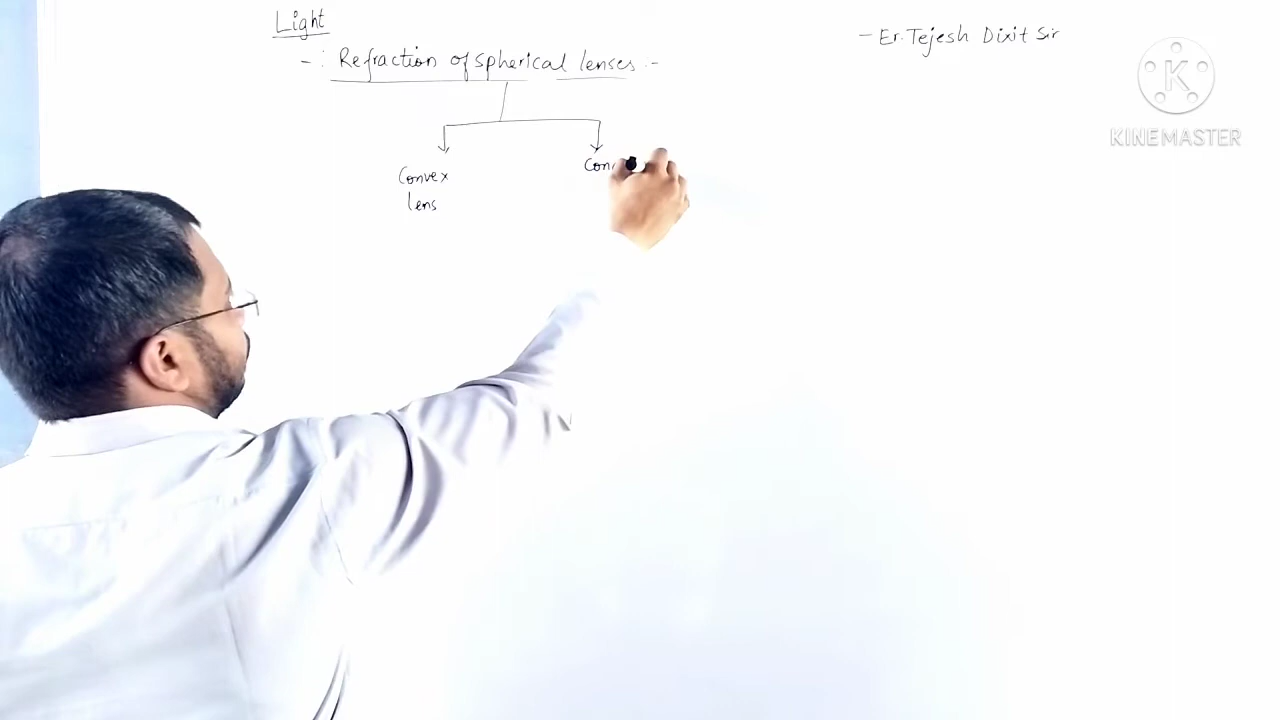 Light
- Er. Tejesh Dixit Sir
- : Refraction of spherical lenses -
Convex
lens
K
KINEMASTER